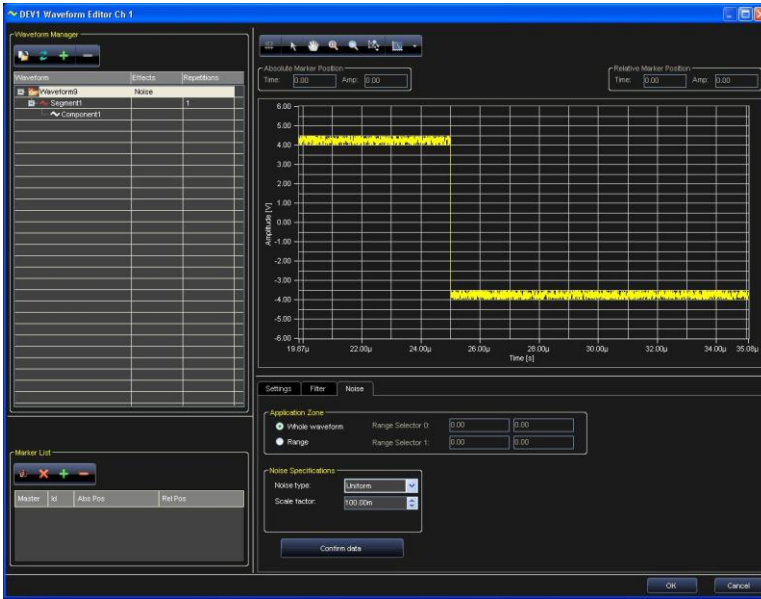 DEV1 Waveform Editor Ch 1
Waveform Manager
Waveform Effects Repetitions
Waveform9 Noise
Segment1 1
Component1
Marker List
Master Id Abs Pos Rel Pos
Absolute Marker Position
Time: 0.00 Amp: 0.00
Relative Marker Position
Time: 0.00 Amp: 0.00
Amplitude [V]
6.00
5.00
4.00
3.00
2.00
1.00
0.00
-1.00
-2.00
-3.00
-4.00
-5.00
-6.00
19.87µ 22.00µ 24.00µ 26.00µ 28.00µ 30.00µ 32.00µ 34.00µ 35.08µ
Time [s]
Settings Filter Noise
Application Zone
Whole waveform Range Selector 0: 0.00 0.00
Range Range Selector 1: 0.00 0.00
Noise Specifications
Noise type: Uniform
Scale factor: 100.00m
Confirm data
OK Cancel